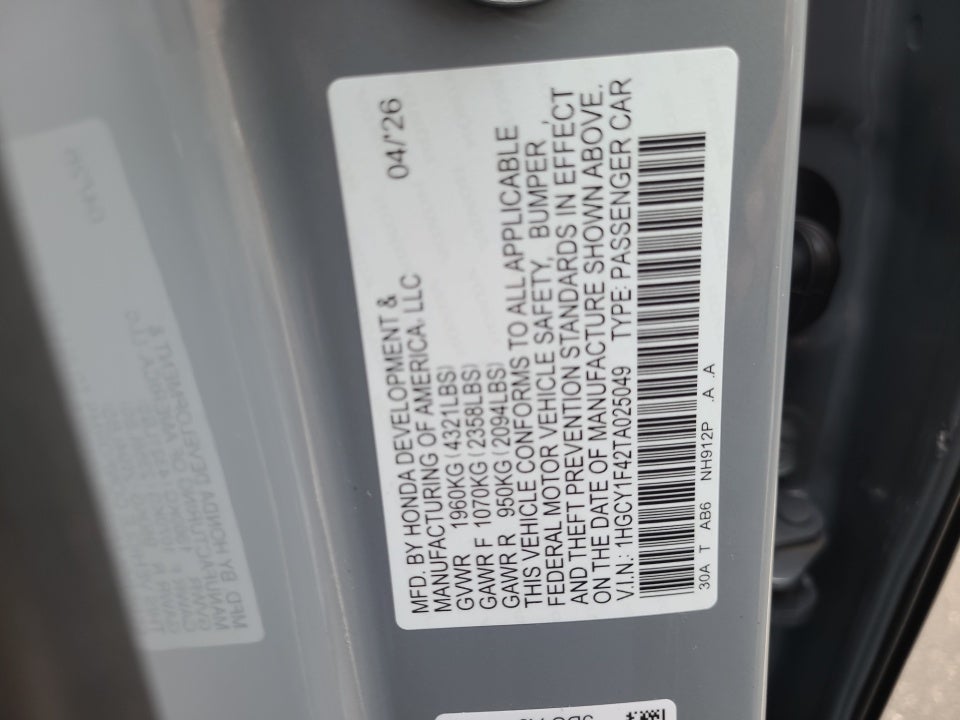 04/'26
MFD. BY HONDA DEVELOPMENT &
MANUFACTURING OF AMERICA. LLC
GVWR 1960KG(4321LBS)
GAWR F 1070KG(2358LBS)
GAWR R 950KG(2094LBS)
THIS VEHICLE CONFORMS TO ALL APPLICABLE
FEDERAL MOTOR VEHICLE SAFETY, BUMPER,
AND THEFT PREVENTION STANDARDS IN EFFECT
ON THE DATE OF MANUFACTURE SHOWN ABOVE.
V.I.N.: 1HGCY1F42TA025049 TYPE: PASSENGER CAR
30A T AB6 NH912P .A .A